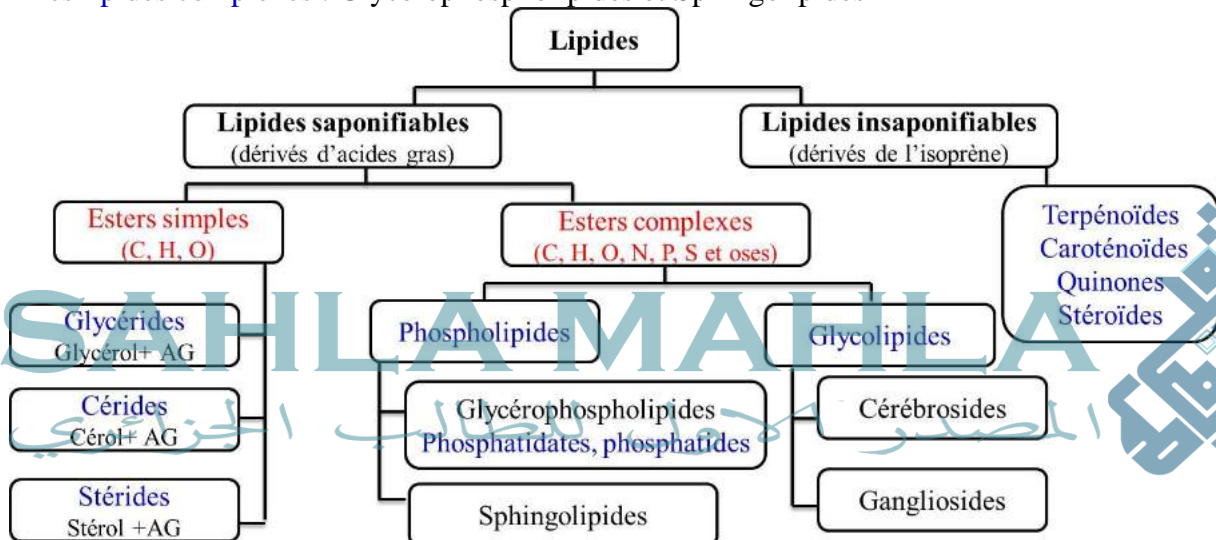 Lipides
Lipides saponifiables
(dérivés d’acides gras)
Lipides insaponifiables
(dérivés de l’isoprène)
Esters simples
(C, H, O)
Esters complexes
(C, H, O, N, P, S et oses)
Terpénoïdes
Caroténoïdes
Quinones
Stéroïdes
Glycérides
Glycérol+ AG
Phospholipides
Glycolipides
Cérides
Cérol+ AG
Glycérophospholipides
Phosphatidates, phosphatides
Cérébrosides
Stérides
Stérol +AG
Sphingolipides
Gangliosides
SAHLA MAHLA
المصدر الاول للطالب الجزائري